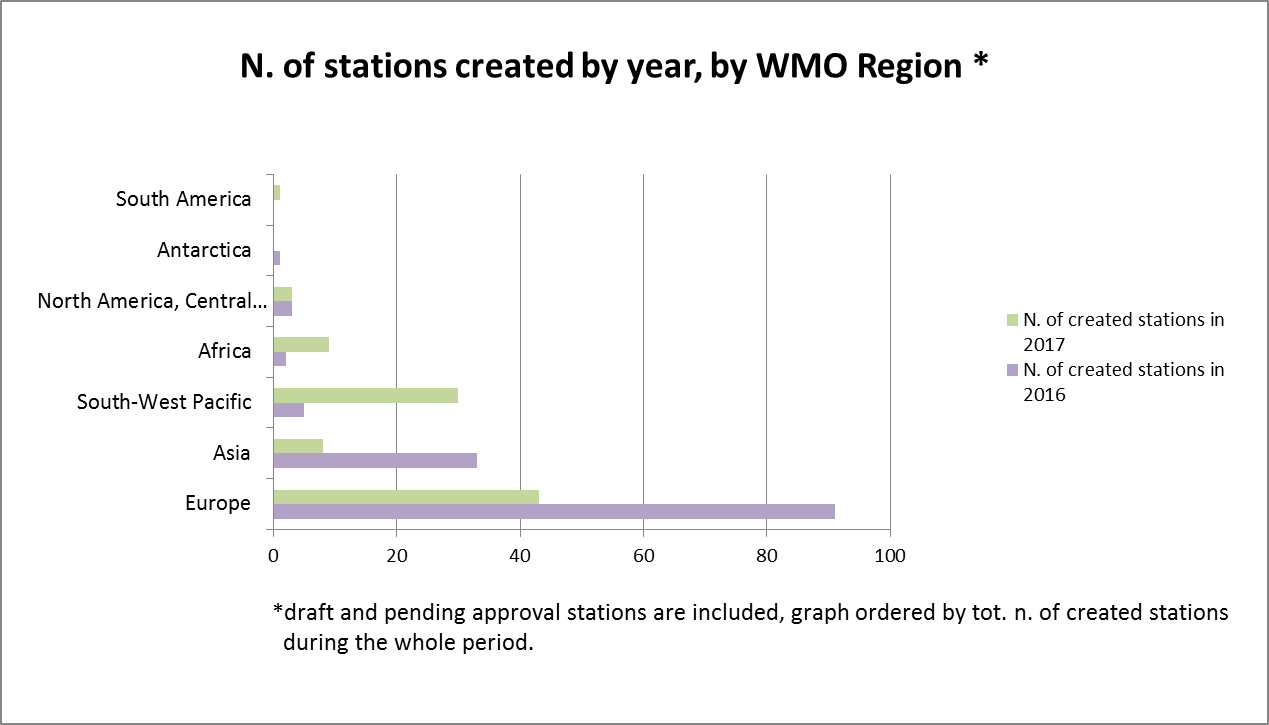 N. of stations created by year, by WMO Region *
South America
Antarctica
North America, Central...
Africa
South-West Pacific
Asia
Europe
0 20 40 60 80 100
N. of created stations in
2017
N. of created stations in
2016
*draft and pending approval stations are included, graph ordered by tot. n. of created stations
during the whole period.